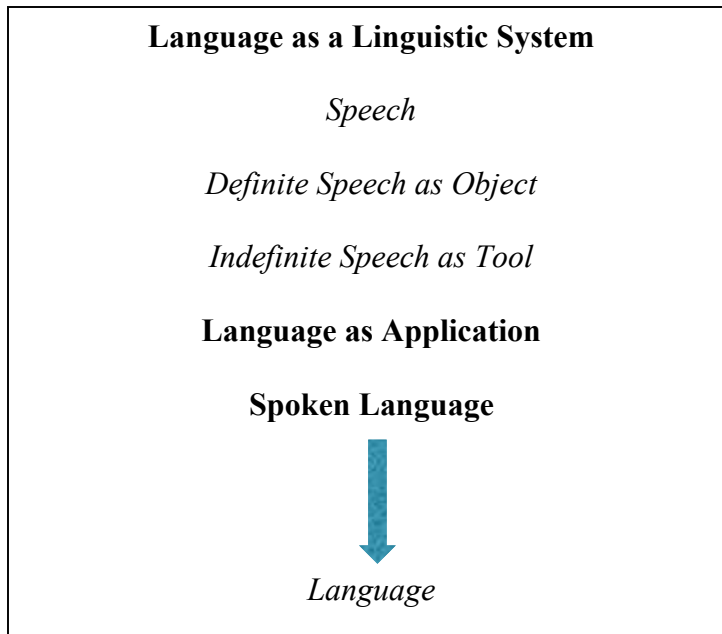 Language as a Linguistic System
Speech
Definite Speech as Object
Indefinite Speech as Tool
Language as Application
Spoken Language
Language